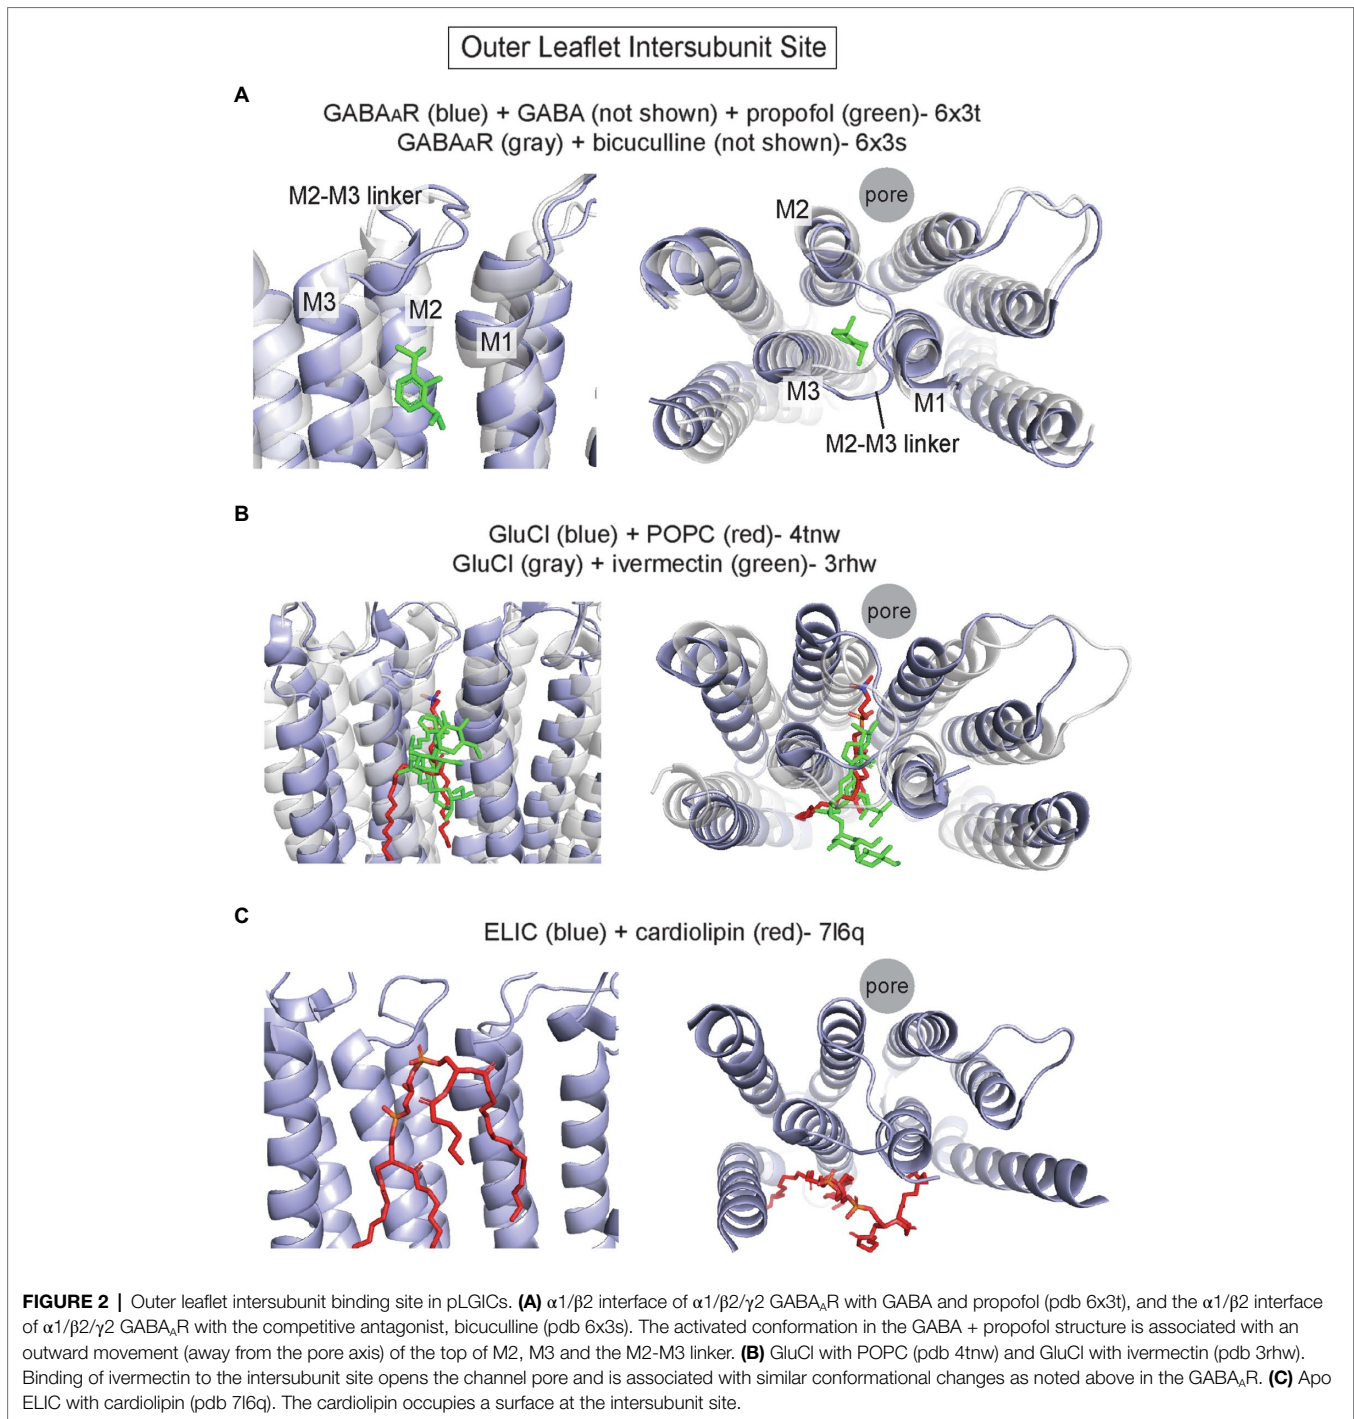 Outer Leaflet Intersubunit Site
A
GABAAR (blue) + GABA (not shown) + propofol (green)- 6x3t
GABAAR (gray) + bicuculline (not shown)- 6x3s
M2-M3 linker
M3
M2
M1
pore
M2
M3
M1
M2-M3 linker
B
GluCl (blue) + POPC (red)- 4tnw
GluCl (gray) + ivermectin (green)- 3rhw
pore
C
ELIC (blue) + cardiolipin (red)- 7l6q
pore
FIGURE 2 | Outer leaflet intersubunit binding site in pLGICs. (A) α1/β2 interface of α1/β2/γ2 GABAAR with GABA and propofol (pdb 6x3t), and the α1/β2 interface
of α1/β2/γ2 GABAAR with the competitive antagonist, bicuculline (pdb 6x3s). The activated conformation in the GABA + propofol structure is associated with an
outward movement (away from the pore axis) of the top of M2, M3 and the M2-M3 linker. (B) GluCl with POPC (pdb 4tnw) and GluCl with ivermectin (pdb 3rhw).
Binding of ivermectin to the intersubunit site opens the channel pore and is associated with similar conformational changes as noted above in the GABAAR. (C) Apo
ELIC with cardiolipin (pdb 7l6q). The cardiolipin occupies a surface at the intersubunit site.